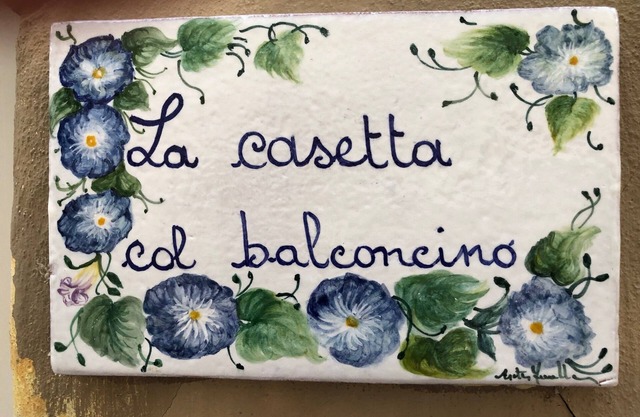 La casetta
col balconcino